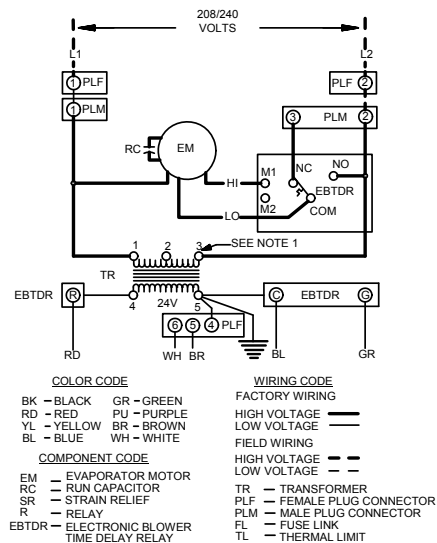 208/240
VOLTS
L1
L2
1 PLF
PLF 2
1 PLM
3 PLM 2
RC
EM
HI
M1
NC
NO
M2
EBTDR
COM
LO
1 2 3
SEE NOTE 1
TR
EBTDR R
4 24V 5
C EBTDR G
6 5 4 PLF
RD
WH BR
BL
GR
COLOR CODE
BK – BLACK GR – GREEN
RD – RED PU – PURPLE
YL – YELLOW BR – BROWN
BL – BLUE WH – WHITE
COMPONENT CODE
EM – EVAPORATOR MOTOR
RC – RUN CAPACITOR
SR – STRAIN RELIEF
R – RELAY
EBTDR – ELECTRONIC BLOWER
TIME DELAY RELAY
WIRING CODE
FACTORY WIRING
HIGH VOLTAGE
LOW VOLTAGE
FIELD WIRING
HIGH VOLTAGE
LOW VOLTAGE
TR – TRANSFORMER
PLF – FEMALE PLUG CONNECTOR
PLM – MALE PLUG CONNECTOR
FL – FUSE LINK
TL – THERMAL LIMIT